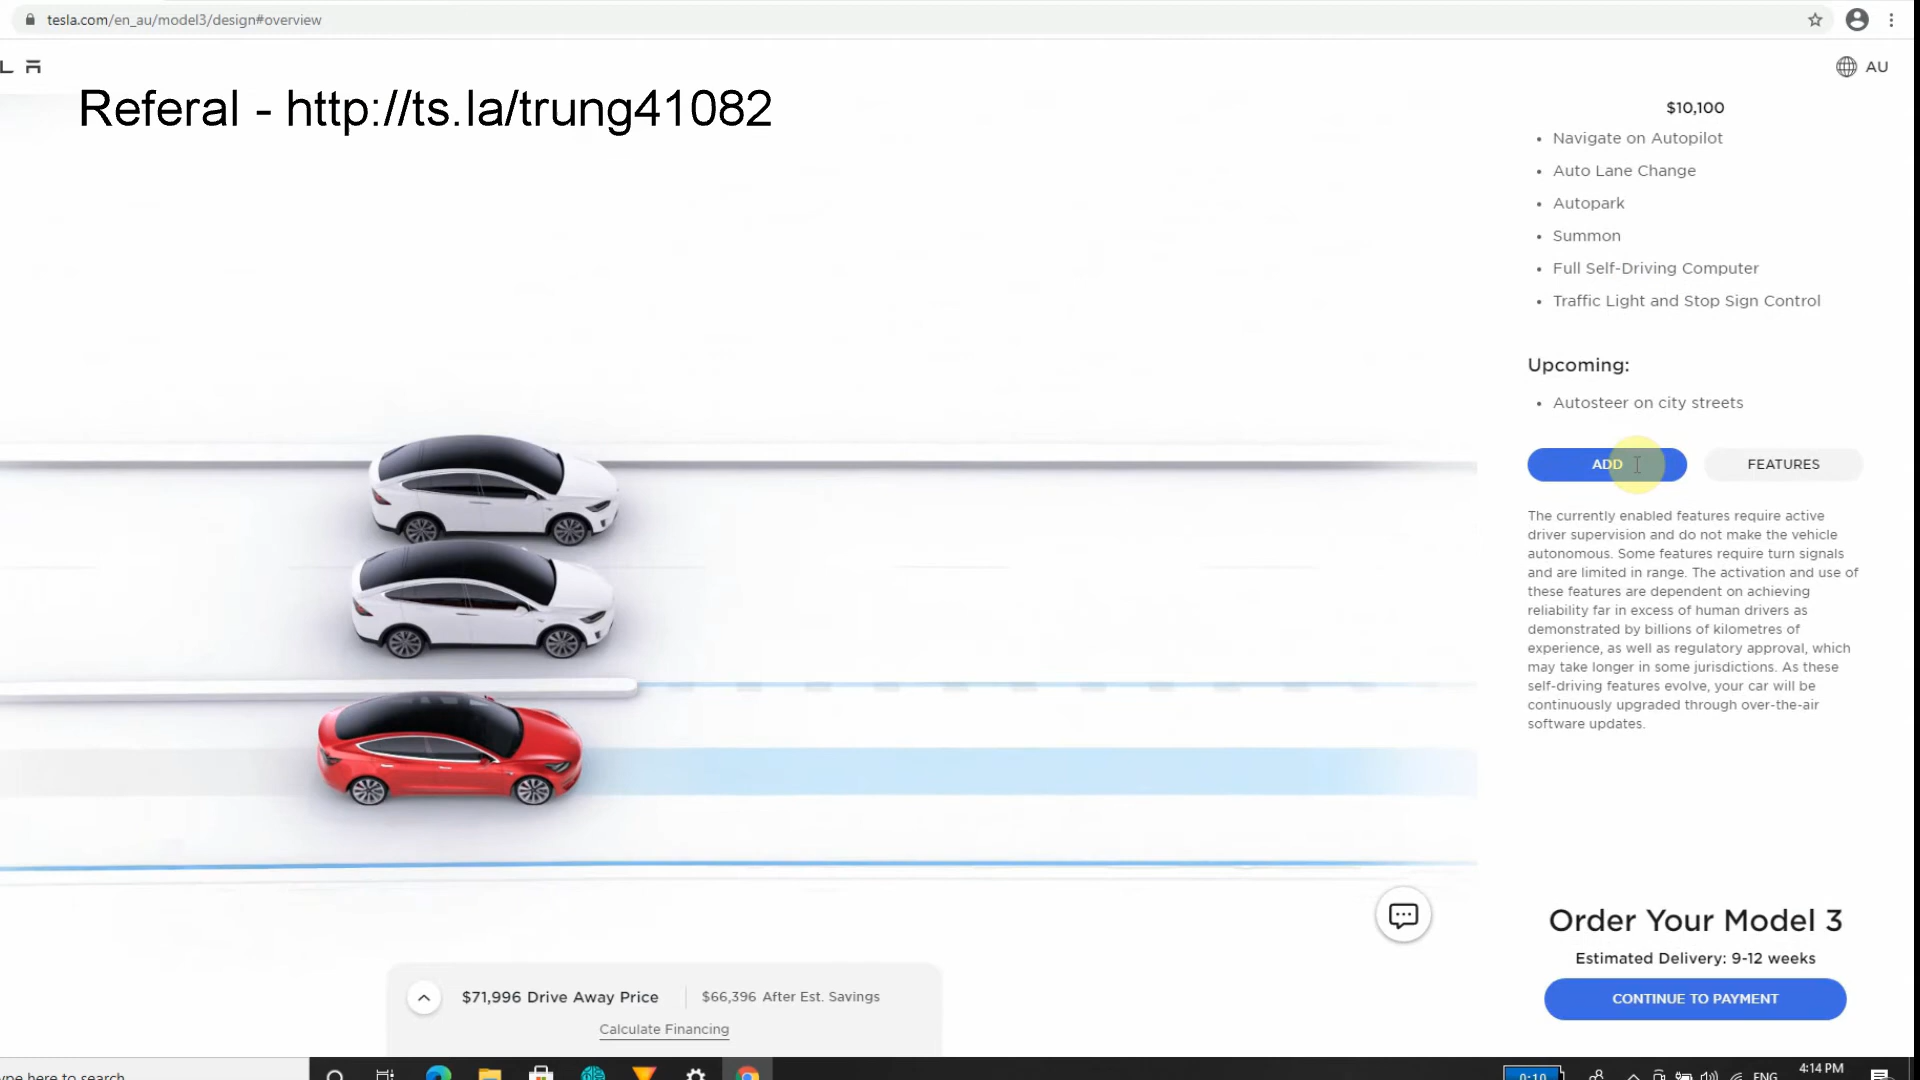 tesla.com/en_au/model3/design#overview
AU
Referal - http://ts.la/trung41082
$10,100
• Navigate on Autopilot
• Auto Lane Change
• Autopark
• Summon
• Full Self-Driving Computer
• Traffic Light and Stop Sign Control
Upcoming:
• Autosteer on city streets
ADD
FEATURES
The currently enabled features require active
driver supervision and do not make the vehicle
autonomous. Some features require turn signals
and are limited in range. The activation and use of
these features are dependent on achieving
reliability far in excess of human drivers as
demonstrated by billions of kilometres of
experience, as well as regulatory approval, which
may take longer in some jurisdictions. As these
self-driving features evolve, your car will be
continuously upgraded through over-the-air
software updates.
Order Your Model 3
Estimated Delivery: 9-12 weeks
CONTINUE TO PAYMENT
$71,996 Drive Away Price
$66,396 After Est. Savings
Calculate Financing
ype here to search
0:10
ENG
4:14 PM